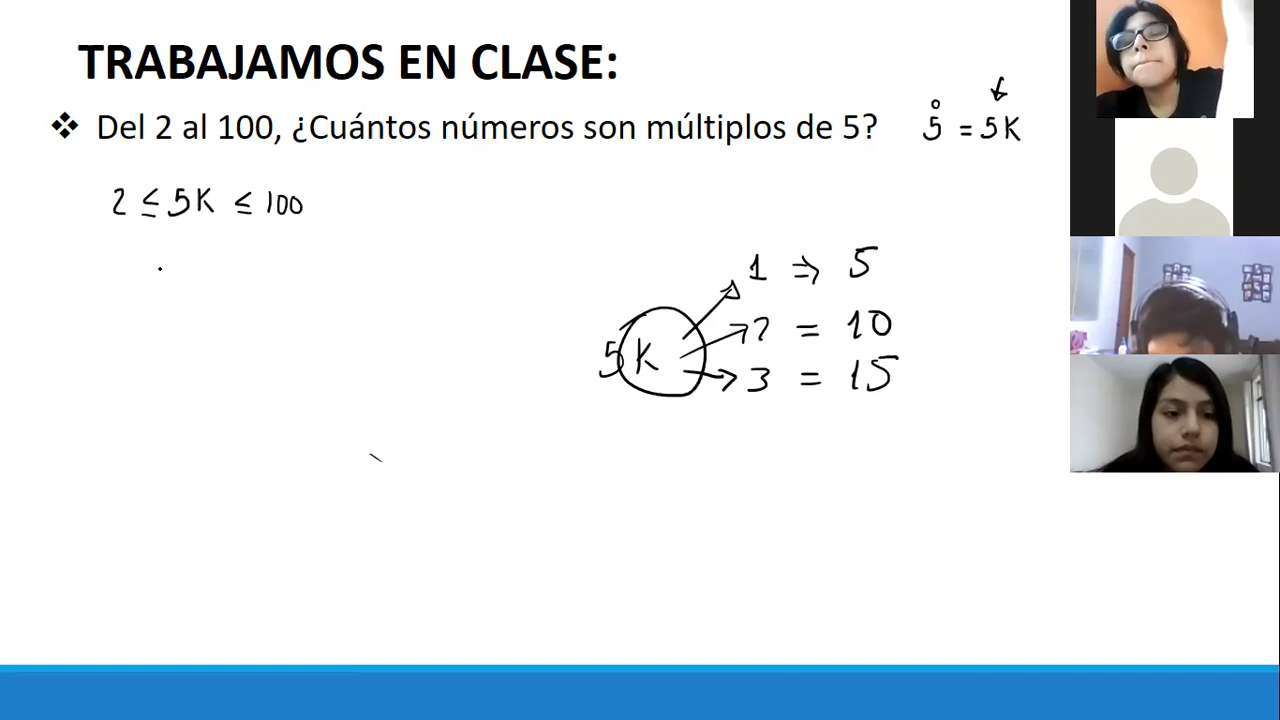 TRABAJAMOS EN CLASE:
❖ Del 2 al 100, ¿Cuántos números son múltiplos de 5? 5̊ = 5K
2 ≤ 5K ≤ 100
1 ⇒ 5
5K 2 = 10
3 = 15